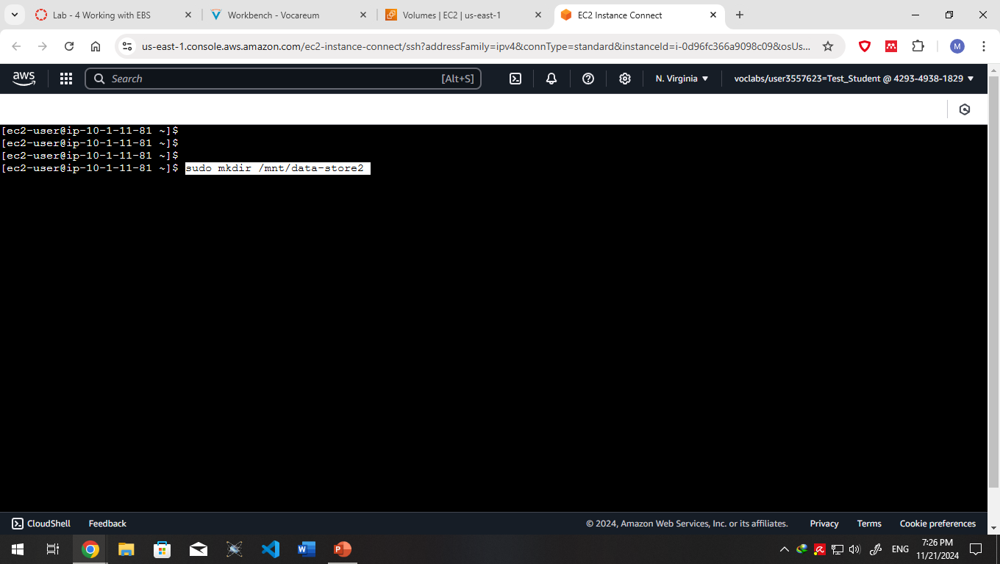 Lab - 4 Working with EBS
Workbench - Vocareum
Volumes | EC2 | us-east-1
EC2 Instance Connect
us-east-1.console.aws.amazon.com/ec2-instance-connect/ssh?addressFamily=ipv4&connType=standard&instanceId=i-0d96fc366a9098c09&osUs...
M
aws
Search
[Alt+S]
N. Virginia
voclabs/user3557623=Test_Student @ 4293-4938-1829
[ec2-user@ip-10-1-11-81 ~]$
[ec2-user@ip-10-1-11-81 ~]$
[ec2-user@ip-10-1-11-81 ~]$
[ec2-user@ip-10-1-11-81 ~]$ sudo mkdir /mnt/data-store2
CloudShell
Feedback
© 2024, Amazon Web Services, Inc. or its affiliates.
Privacy
Terms
Cookie preferences
ENG
7:26 PM
11/21/2024